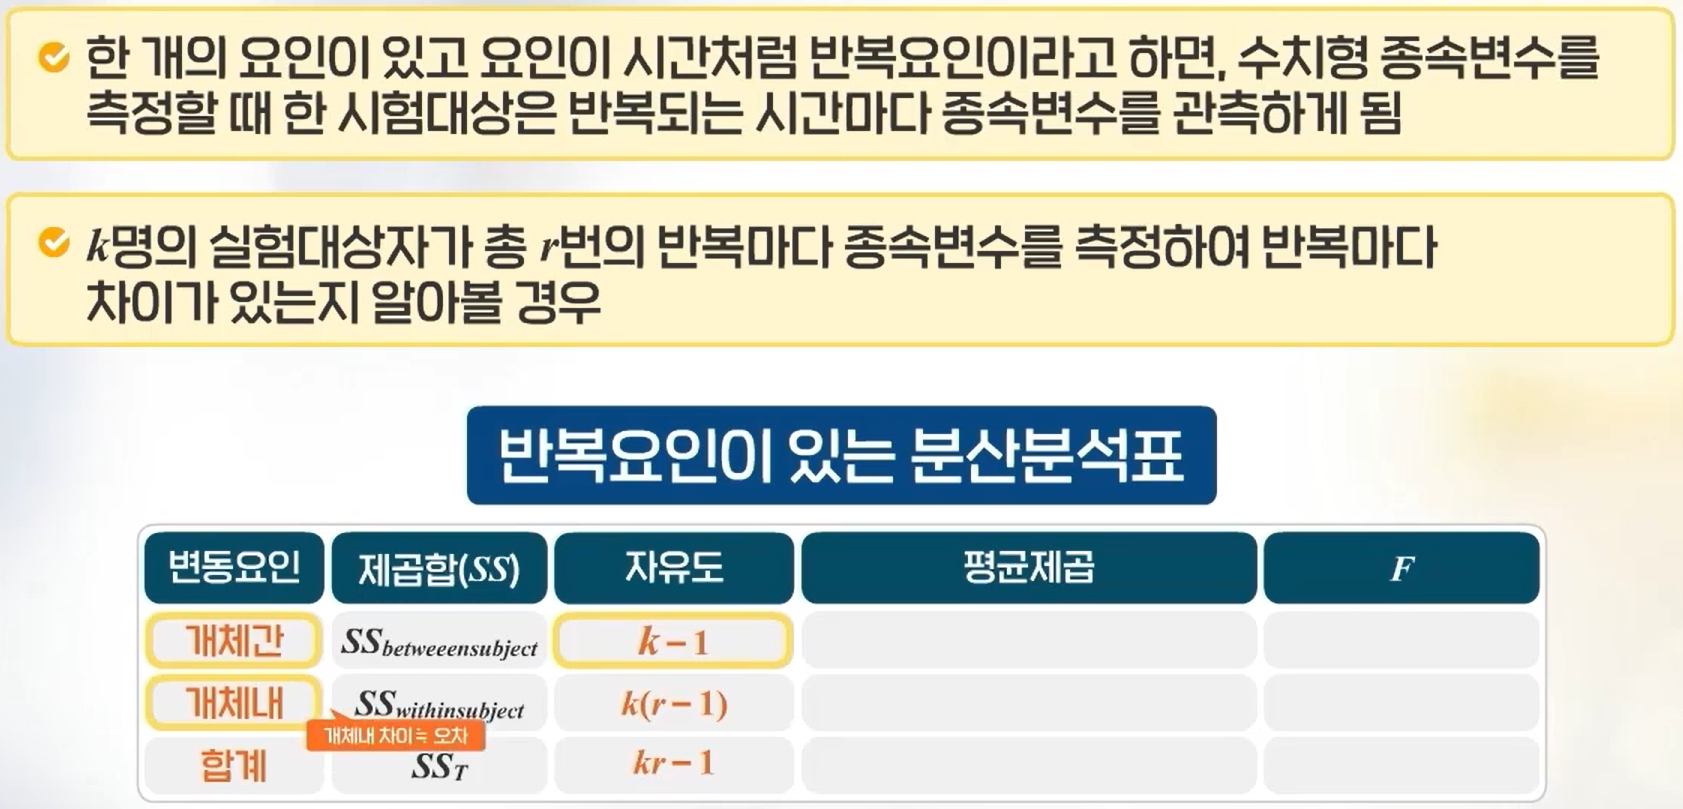 한 개의 요인이 있고 요인이 시간처럼 반복요인이라고 하면, 수치형 종속변수를
측정할 때 한 시험대상은 반복되는 시간마다 종속변수를 관측하게 됨
k명의 실험대상자가 총 r번의 반복마다 종속변수를 측정하여 반복마다
차이가 있는지 알아볼 경우
반복요인이 있는 분산분석표
변동요인 제곱합(SS) 자유도 평균제곱 F
개체간 SSbetweeensubject k − 1
개체내 SSwithinsubject k(r − 1)
개체내 차이≒ 오차
합계 SST kr − 1